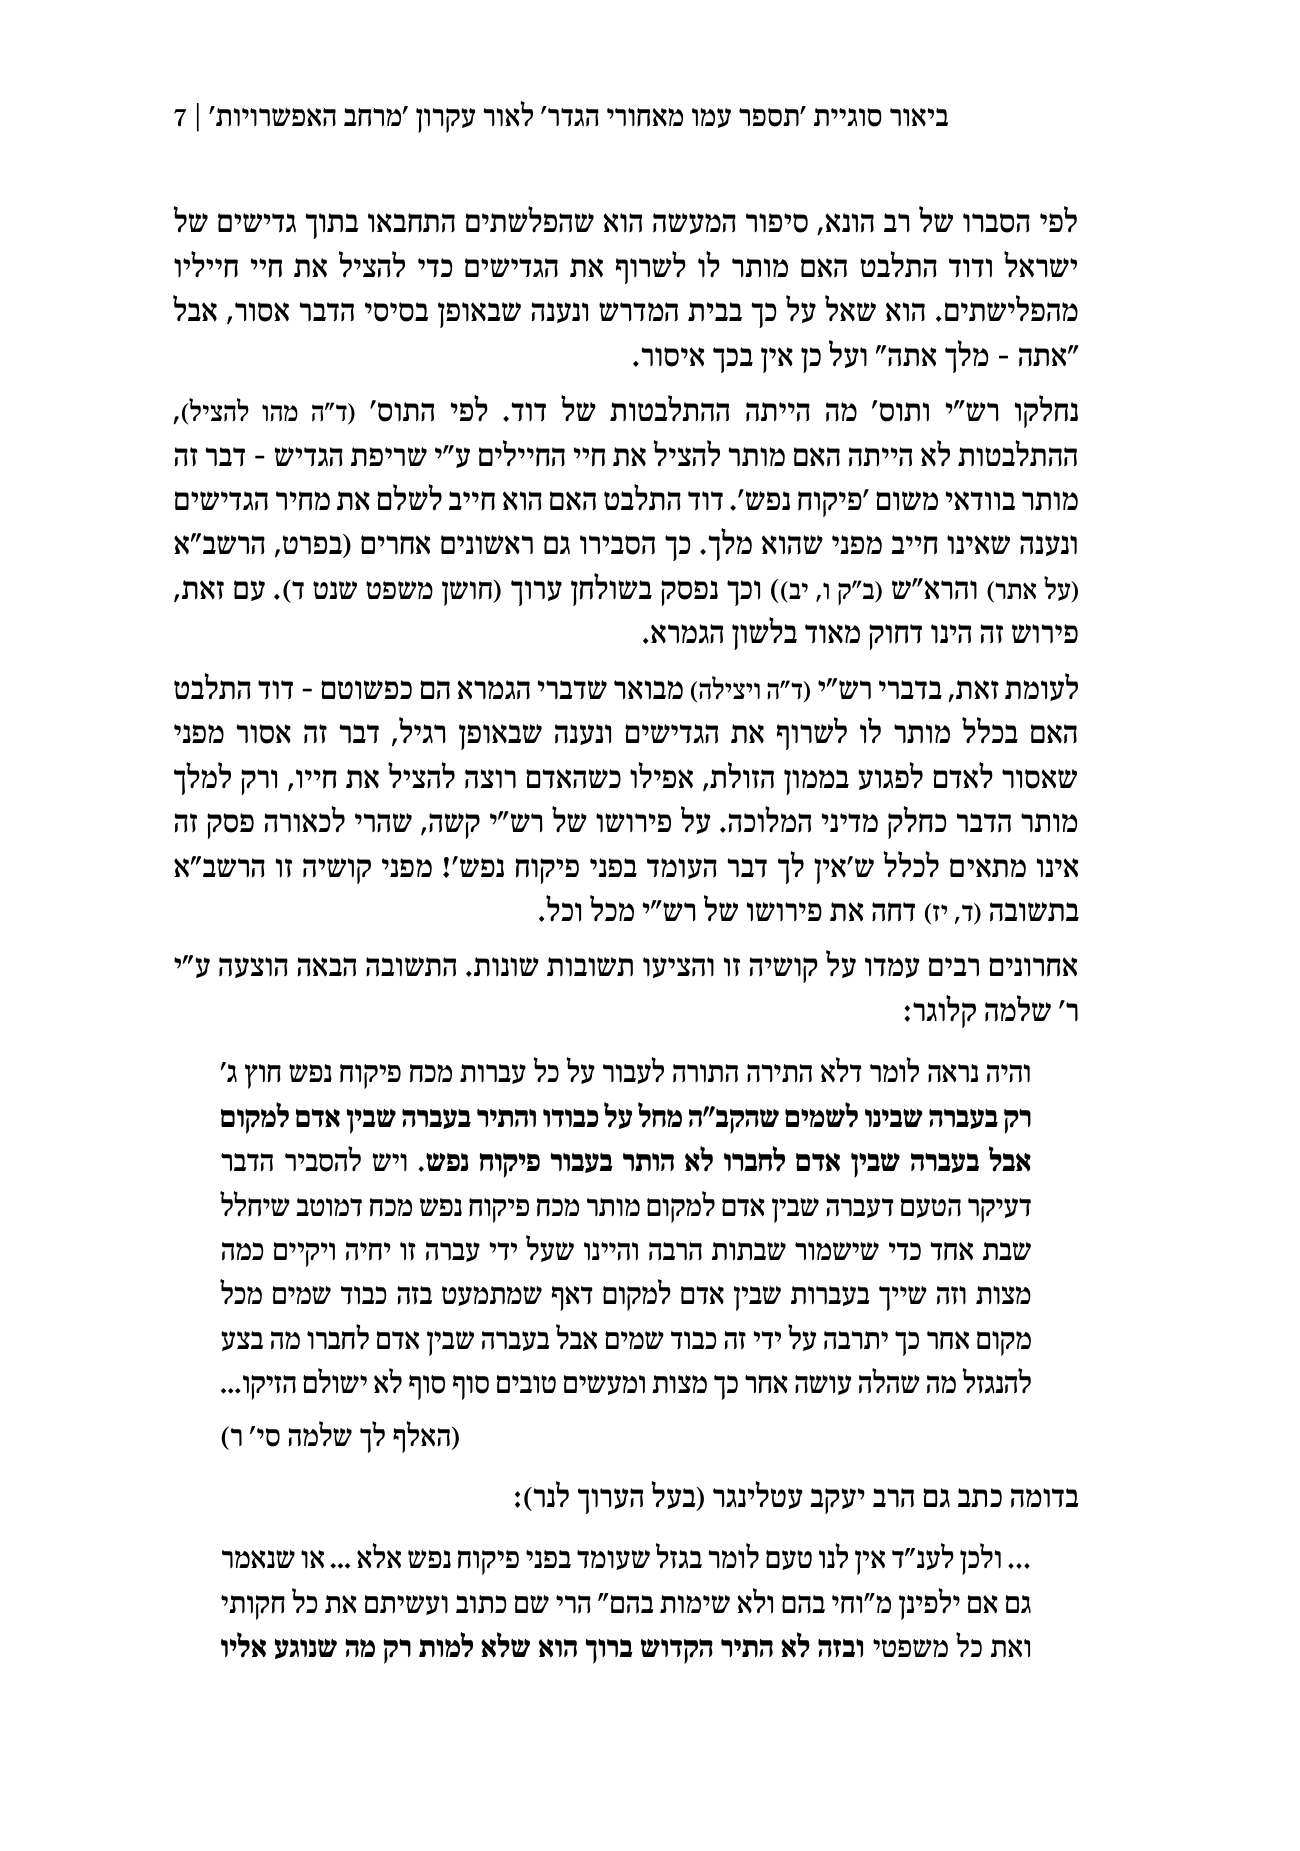 ביאור סוגיית 'תספר עמו מאחורי הגדר' לאור עקרון 'מרחב האפשרויות' | 7
לפי הסברו של רב הונא, סיפור המעשה הוא שהפלשתים התחבאו בתוך גדישים של
ישראל ודוד התלבט האם מותר לו לשרוף את הגדישים כדי להציל את חיי חייליו
מהפלישתים. הוא שאל על כך בבית המדרש ונענה שבאופן בסיסי הדבר אסור, אבל
"אתה - מלך אתה" ועל כן אין בכך איסור.
נחלקו רש"י ותוס' מה הייתה ההתלבטות של דוד. לפי התוס' (ד"ה מהו להציל),
ההתלבטות לא הייתה האם מותר להציל את חיי החיילים ע"י שריפת הגדיש - דבר זה
מותר בוודאי משום 'פיקוח נפש'. דוד התלבט האם הוא חייב לשלם את מחיר הגדישים
ונענה שאינו חייב מפני שהוא מלך. כך הסבירו גם ראשונים אחרים (בפרט, הרשב"א
(על אתר) והרא"ש (ב"ק ו, יב)) וכך נפסק בשולחן ערוך (חושן משפט שנט ד). עם זאת,
פירוש זה הינו דחוק מאוד בלשון הגמרא.
לעומת זאת, בדברי רש"י (ד"ה ויצילה) מבואר שדברי הגמרא הם כפשוטם - דוד התלבט
האם בכלל מותר לו לשרוף את הגדישים ונענה שבאופן רגיל, דבר זה אסור מפני
שאסור לאדם לפגוע בממון הזולת, אפילו כשהאדם רוצה להציל את חייו, ורק למלך
מותר הדבר כחלק מדיני המלוכה. על פירושו של רש"י קשה, שהרי לכאורה פסק זה
אינו מתאים לכלל ש'אין לך דבר העומד בפני פיקוח נפש'! מפני קושיה זו הרשב"א
בתשובה (ד, יז) דחה את פירושו של רש"י מכל וכל.
אחרונים רבים עמדו על קושיה זו והציעו תשובות שונות. התשובה הבאה הוצעה ע"י
ר' שלמה קלוגר:
והיה נראה לומר דלא התירה התורה לעבור על כל עברות מכח פיקוח נפש חוץ ג'
רק בעברה שבינו לשמים שהקב"ה מחל על כבודו והתיר בעברה שבין אדם למקום
אבל בעברה שבין אדם לחברו לא הותר בעבור פיקוח נפש. ויש להסביר הדבר
דעיקר הטעם דעברה שבין אדם למקום מותר מכח פיקוח נפש מכח דמוטב שיחלל
שבת אחד כדי שישמור שבתות הרבה והיינו שעל ידי עברה זו יחיה ויקיים כמה
מצות וזה שייך בעברות שבין אדם למקום דאף שמתמעט בזה כבוד שמים מכל
מקום אחר כך יתרבה על ידי זה כבוד שמים אבל בעברה שבין אדם לחברו מה בצע
להנגזל מה שהלה עושה אחר כך מצות ומעשים טובים סוף סוף לא ישולם הזיקו...
(האלף לך שלמה סי' ר)
בדומה כתב גם הרב יעקב עטלינגר (בעל הערוך לנר):
... ולכן לענ"ד אין לנו טעם לומר בגזל שעומד בפני פיקוח נפש אלא ... או שנאמר
גם אם ילפינן מ"וחי בהם ולא שימות בהם" הרי שם כתוב ועשיתם את כל חקותי
ואת כל משפטי ובזה לא התיר הקדוש ברוך הוא שלא למות רק מה שנוגע אליו